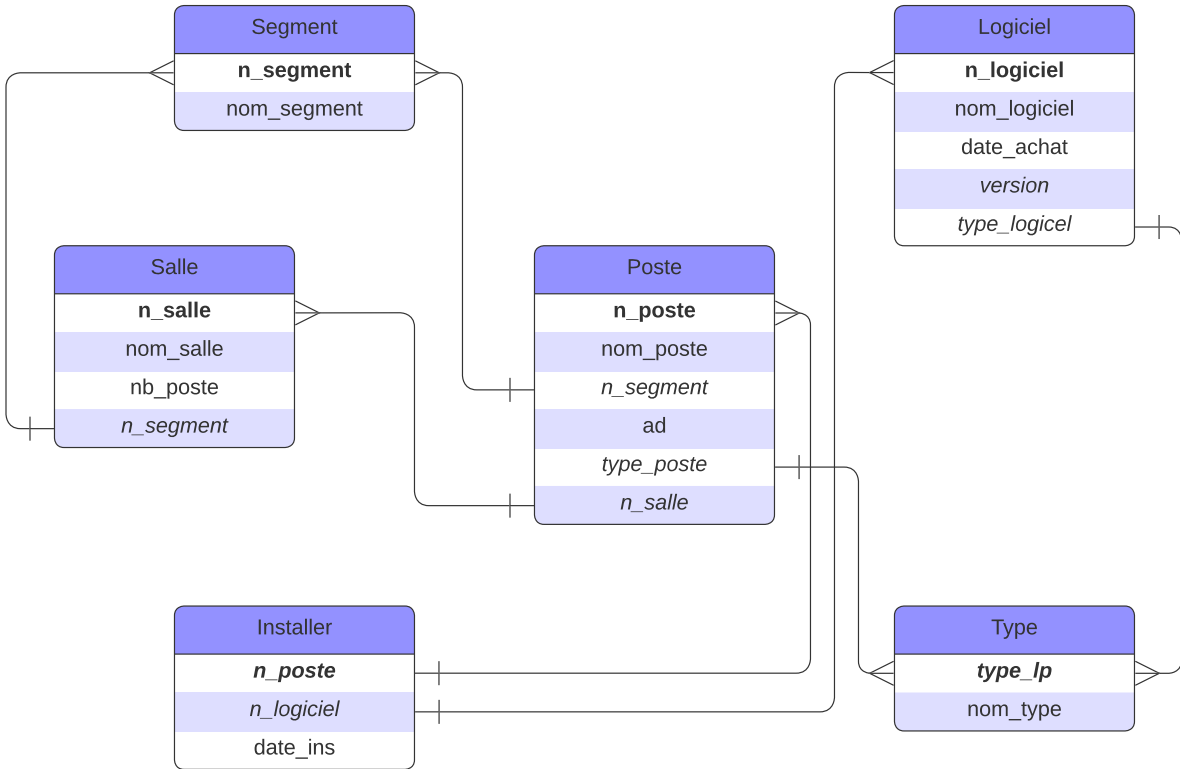 Segment
n_segment
nom_segment
Logiciel
n_logiciel
nom_logiciel
date_achat
version
type_logicel
Salle
n_salle
nom_salle
nb_poste
n_segment
Poste
n_poste
nom_poste
n_segment
ad
type_poste
n_salle
Installer
n_poste
n_logiciel
date_ins
Type
type_lp
nom_type